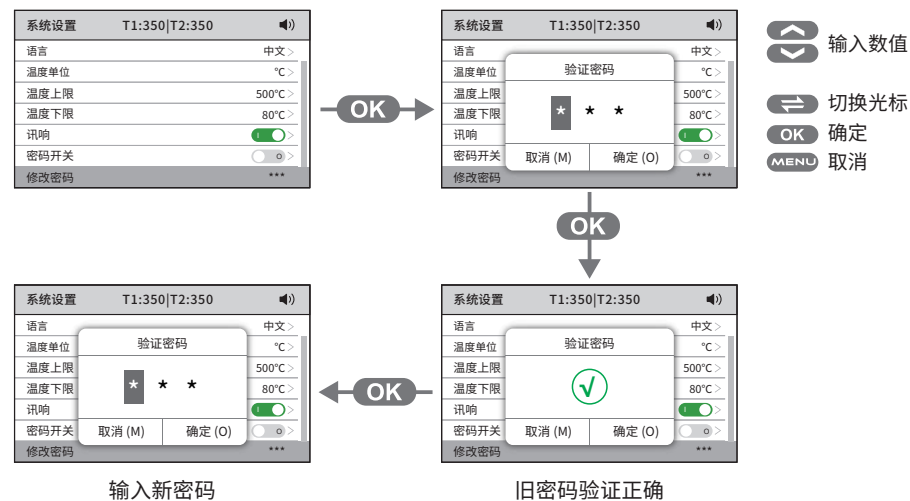 系统设置 T1:350|T2:350
语言 中文 >
温度单位 ℃ >
温度上限 500℃ >
温度下限 80℃ >
讯响 I >
密码开关 O >
修改密码 ***
OK
系统设置 T1:350|T2:350
语言 中文 >
温度单位 ℃ >
温度上限 500℃ >
温度下限 80℃ >
讯响 I >
密码开关 O >
修改密码 ***
验证密码
* * *
取消 (M) 确定 (O)
输入数值
切换光标
OK 确定
MENU 取消
OK
系统设置 T1:350|T2:350
语言 中文 >
温度单位 ℃ >
温度上限 500℃ >
温度下限 80℃ >
讯响 I >
密码开关 O >
修改密码 ***
验证密码
* * *
取消 (M) 确定 (O)
输入新密码
OK
系统设置 T1:350|T2:350
语言 中文 >
温度单位 ℃ >
温度上限 500℃ >
温度下限 80℃ >
讯响 I >
密码开关 O >
修改密码 ***
验证密码
√
取消 (M) 确定 (O)
旧密码验证正确